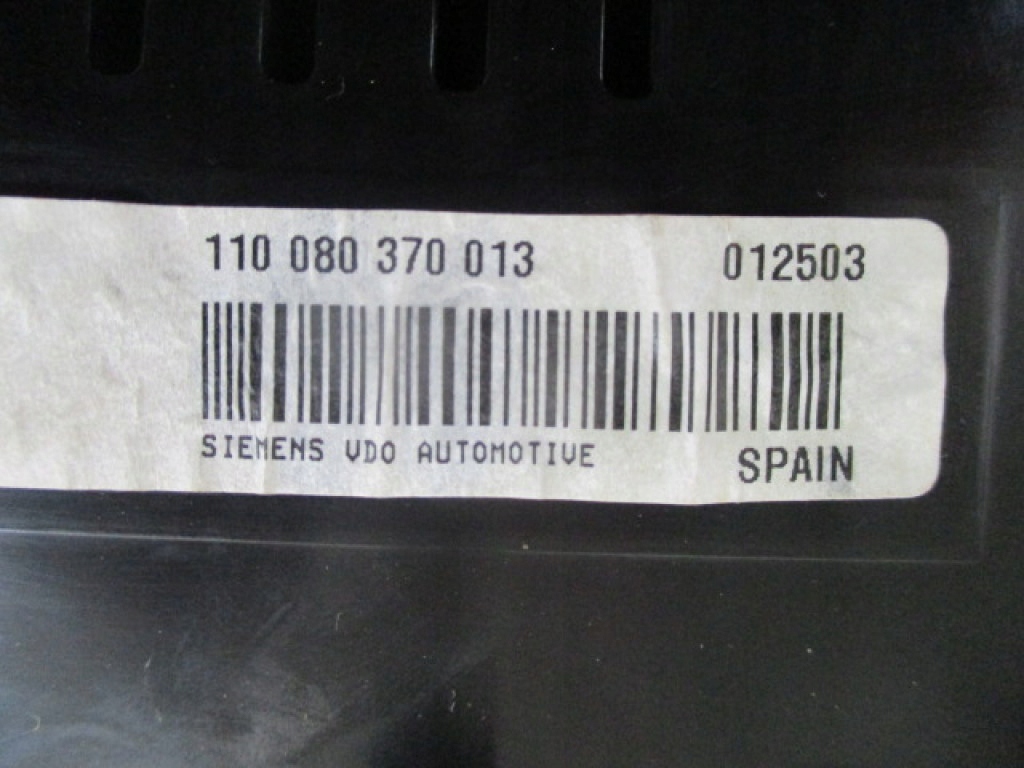 110 080 370 013 012503
SIEMENS VDO AUTOMOTIVE
SPAIN